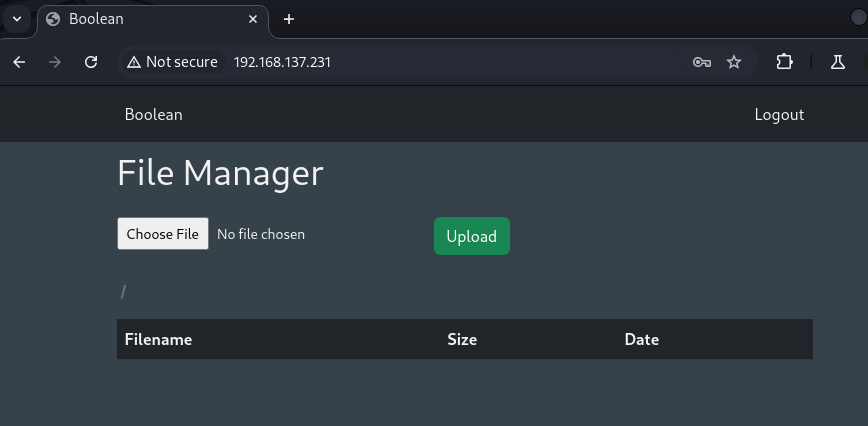 Boolean
Not secure 192.168.137.231
Boolean Logout
File Manager
Choose File No file chosen Upload
/
Filename Size Date